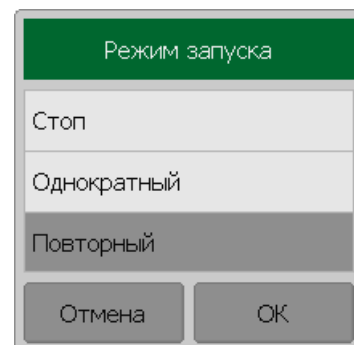 Режим запуска
Стоп
Однократный
Повторный
Отмена
ОК